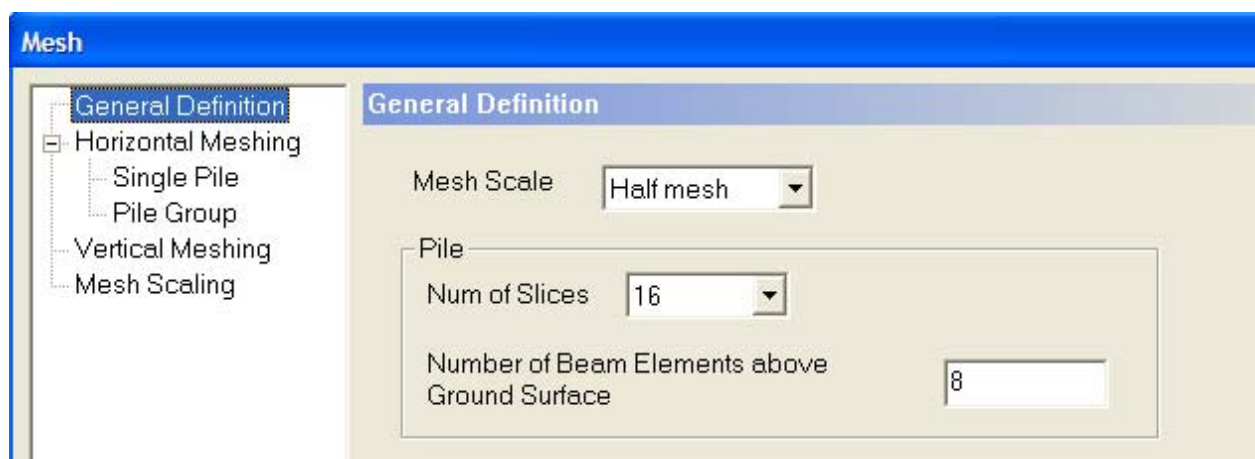 Mesh
General Definition
Horizontal Meshing
Single Pile
Pile Group
Vertical Meshing
Mesh Scaling
General Definition
Mesh Scale Half mesh
Pile
Num of Slices 16
Number of Beam Elements above
Ground Surface
8